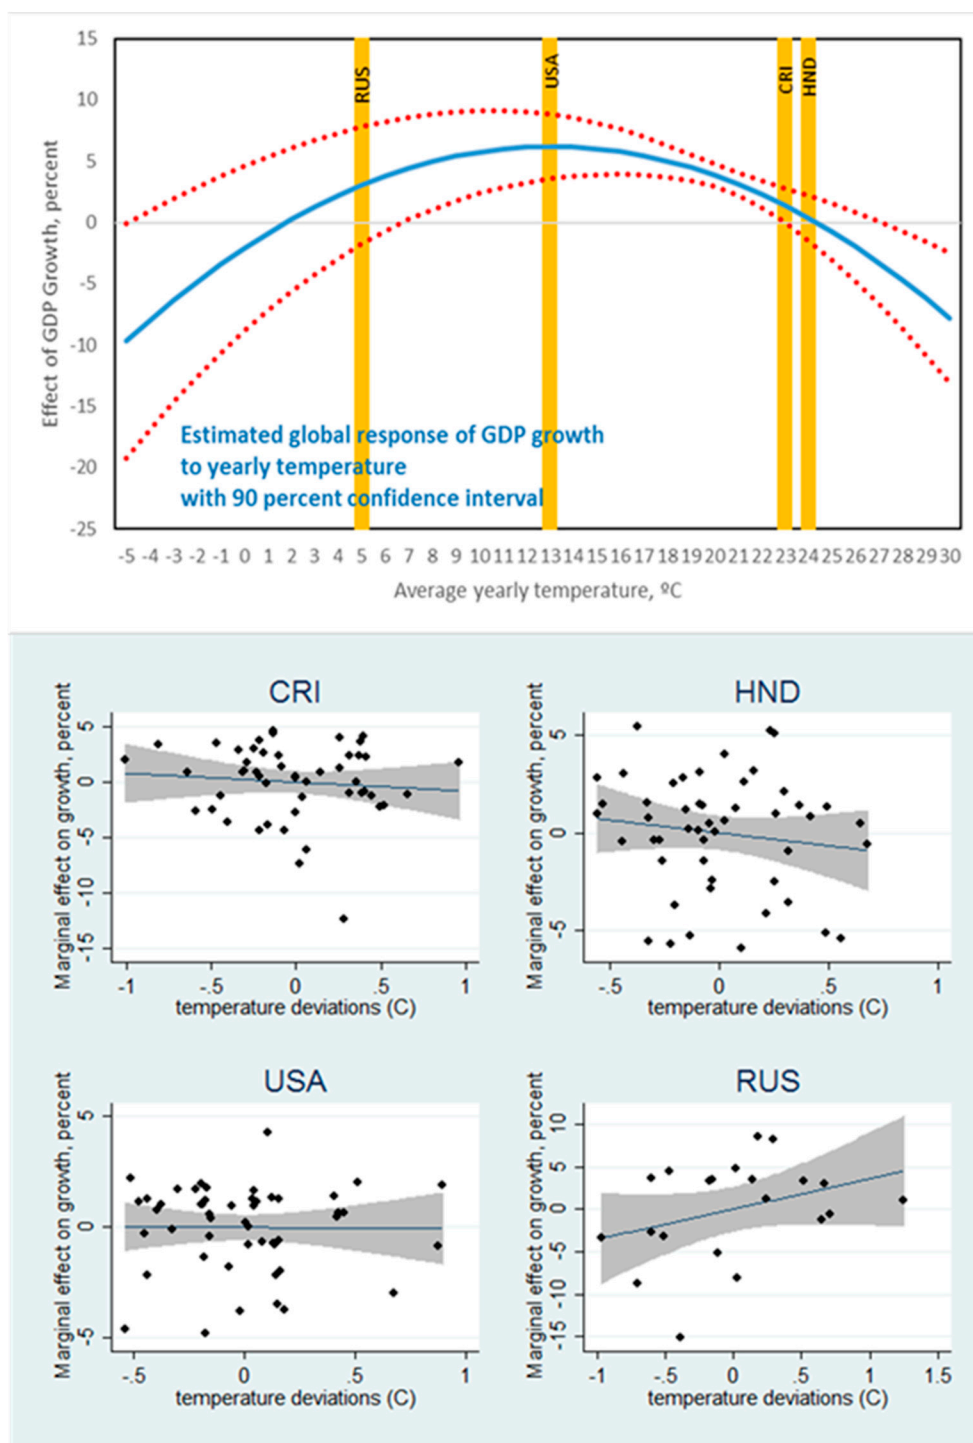 15
10
5
0
-5
-10
-15
-20
-25
Effect of GDP Growth, percent
RUS
USA
CRI
HND
Estimated global response of GDP growth
to yearly temperature
with 90 percent confidence interval
-5 -4 -3 -2 -1 0 1 2 3 4 5 6 7 8 9 10 11 12 13 14 15 16 17 18 19 20 21 22 23 24 25 26 27 28 29 30
Average yearly temperature, ºC
CRI
Marginal effect on growth, percent
5
0
-5
-10
-15
-1 -.5 0 .5 1
temperature deviations (C)
HND
Marginal effect on growth, percent
5
0
-5
-.5 0 .5 1
temperature deviations (C)
USA
Marginal effect on growth, percent
5
0
-5
-.5 0 .5 1
temperature deviations (C)
RUS
Marginal effect on growth, percent
10
5
0
-5
-10
-15
-1 -.5 0 .5 1 1.5
temperature deviations (C)